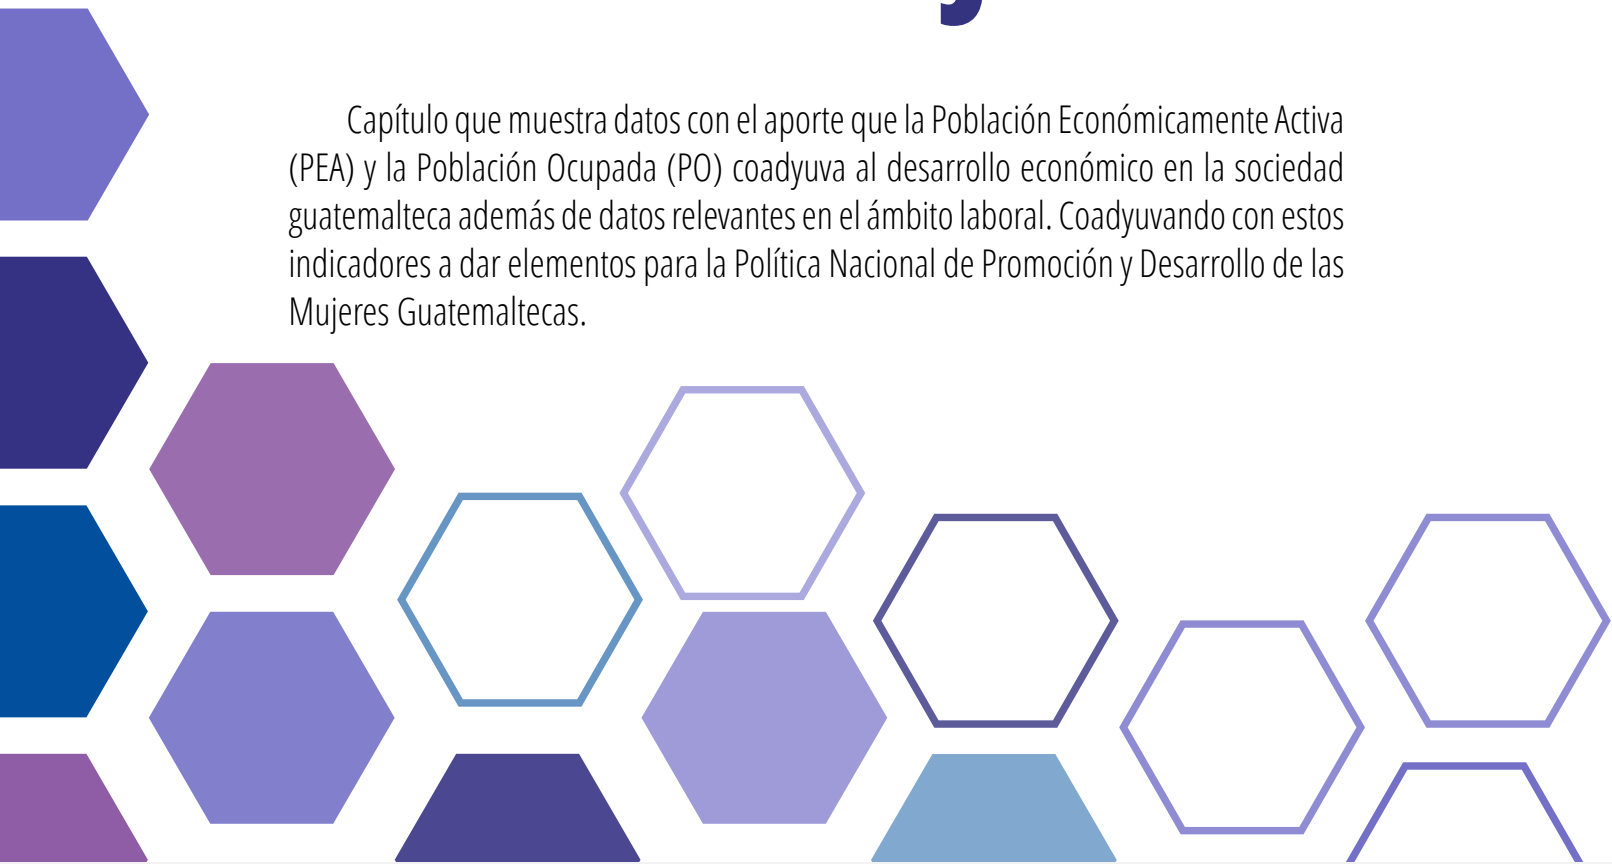 Capítulo que muestra datos con el aporte que la Población Económicamente Activa
(PEA) y la Población Ocupada (PO) coadyuva al desarrollo económico en la sociedad
guatemalteca además de datos relevantes en el ámbito laboral. Coadyuvando con estos
indicadores a dar elementos para la Política Nacional de Promoción y Desarrollo de las
Mujeres Guatemaltecas.